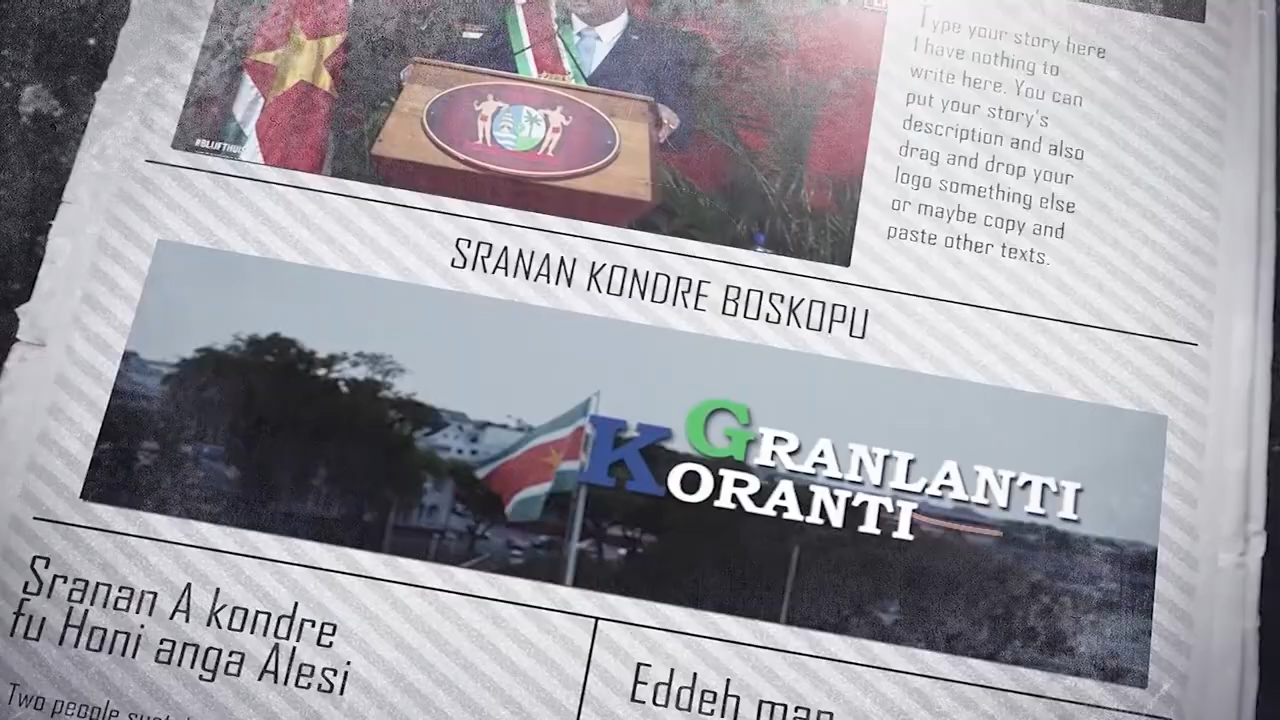 Type your story here
I have nothing to
write here. You can
put your story's
description and also
drag and drop your
logo something else
or maybe copy and
paste other texts.
SRANAN KONDRE BOSKOPU
GRANLANTI
KORANTI
Sranan A kondre
fu Honi anga Alesi
Two people
Eddeh man